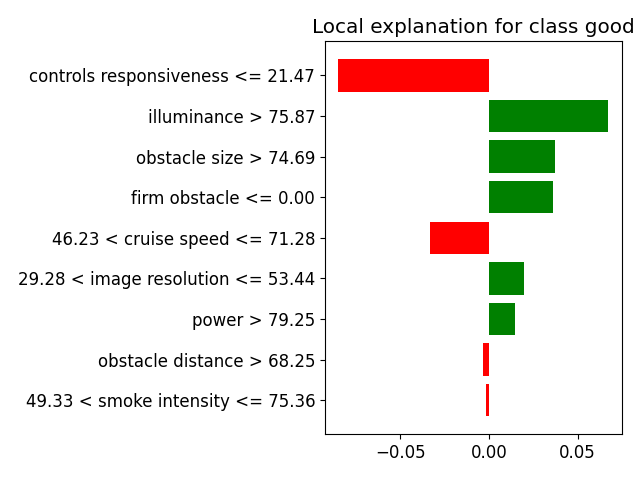 Local explanation for class good
controls responsiveness <= 21.47
illuminance > 75.87
obstacle size > 74.69
firm obstacle <= 0.00
46.23 < cruise speed <= 71.28
29.28 < image resolution <= 53.44
power > 79.25
obstacle distance > 68.25
49.33 < smoke intensity <= 75.36
−0.05 0.00 0.05